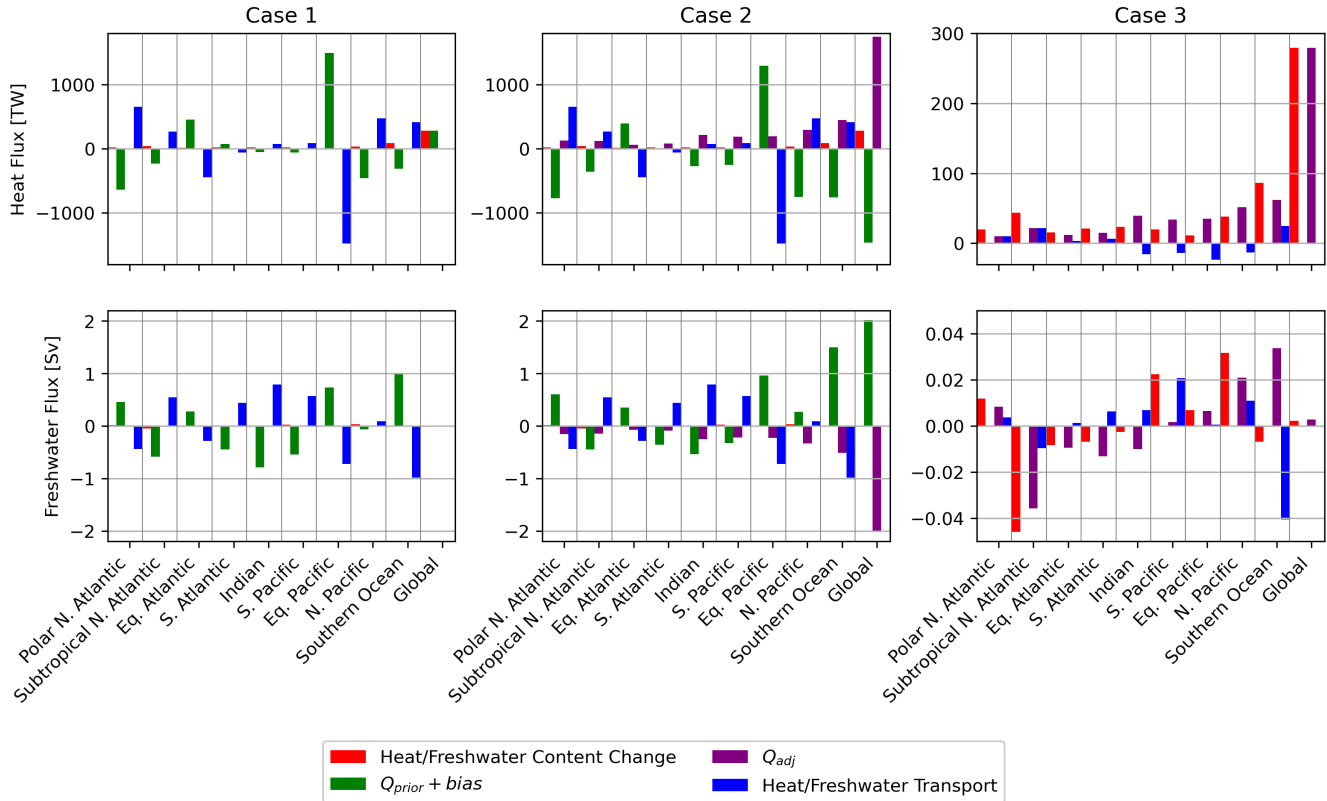 Case 1
Case 2
Case 3
Heat Flux [TW]
1000
0
−1000
1000
0
−1000
300
200
100
0
Freshwater Flux [Sv]
2
1
0
−1
−2
2
1
0
−1
−2
0.04
0.02
0.00
−0.02
−0.04
Polar N. Atlantic
Subtropical N. Atlantic
Eq. Atlantic
S. Atlantic
Indian
S. Pacific
Eq. Pacific
N. Pacific
Southern Ocean
Global
Polar N. Atlantic
Subtropical N. Atlantic
Eq. Atlantic
S. Atlantic
Indian
S. Pacific
Eq. Pacific
N. Pacific
Southern Ocean
Global
Polar N. Atlantic
Subtropical N. Atlantic
Eq. Atlantic
S. Atlantic
Indian
S. Pacific
Eq. Pacific
N. Pacific
Southern Ocean
Global
Heat/Freshwater Content Change
Qprior + bias
Qadj
Heat/Freshwater Transport